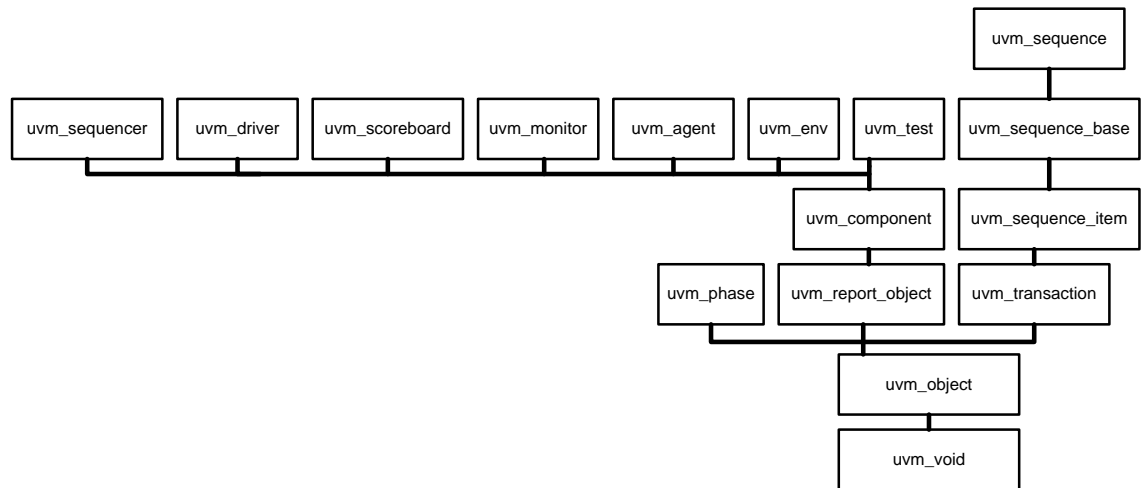 uvm_sequence
uvm_sequencer
uvm_driver
uvm_scoreboard
uvm_monitor
uvm_agent
uvm_env
uvm_test
uvm_sequence_base
uvm_component
uvm_sequence_item
uvm_phase
uvm_report_object
uvm_transaction
uvm_object
uvm_void